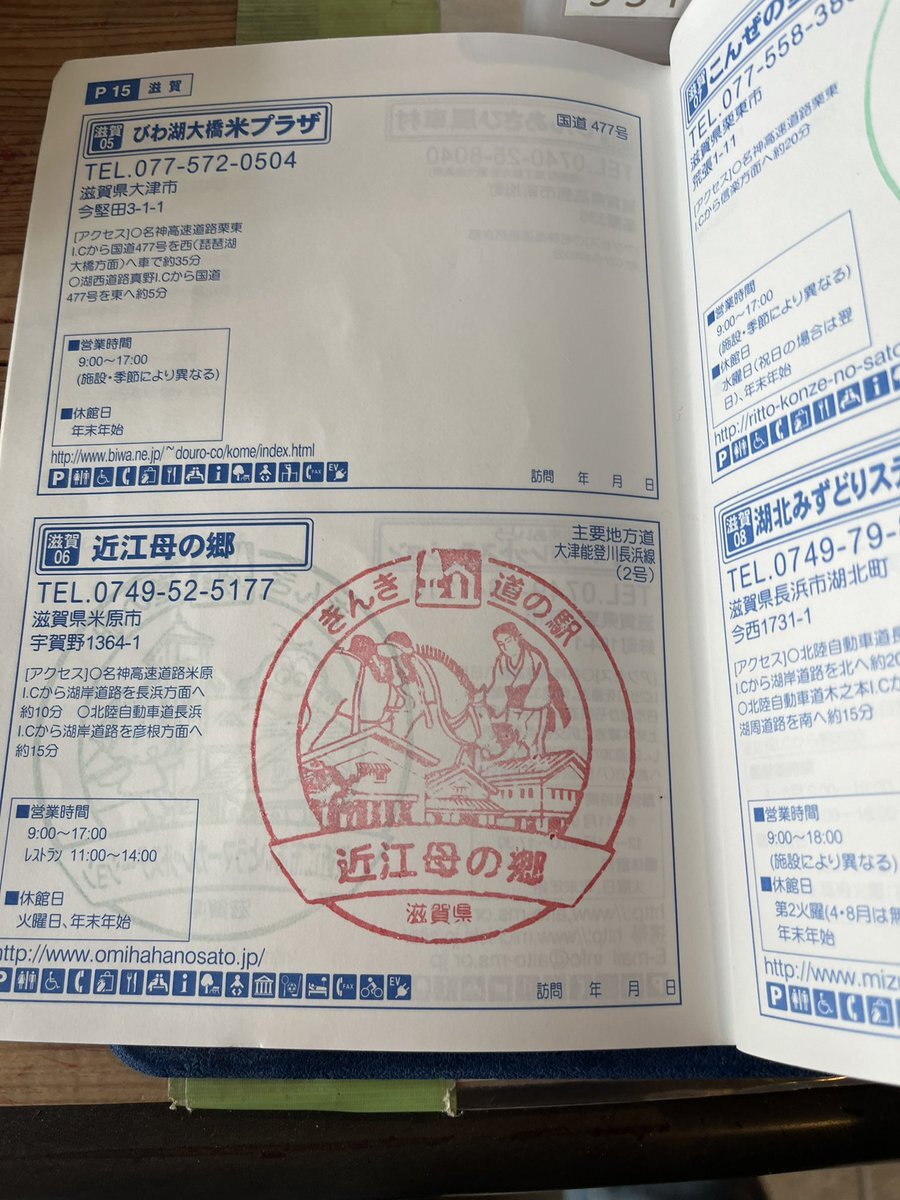 P 15 滋賀
滋賀 05 びわ湖大橋米プラザ
国道 477号
TEL.077-572-0504
滋賀県大津市
今堅田3-1-1
[アクセス]○名神高速道路栗東
I.Cから国道477号を西(琵琶湖
大橋方面)へ車で約35分
○湖西道路真野I.Cから国道
477号を東へ約5分
■営業時間
9:00〜17:00
(施設・季節により異なる)
■休館日
年末年始
http://www.biwa.ne.jp/~douro-co/kome/index.html
訪問 年 月 日
滋賀 06 近江母の郷
主要地方道
大津能登川長浜線
(2号)
TEL.0749-52-5177
滋賀県米原市
宇賀野1364-1
[アクセス]○名神高速道路米原
I.Cから湖岸道路を長浜方面へ
約10分 ○北陸自動車道長浜
I.Cから湖岸道路を彦根方面へ
約15分
■営業時間
9:00〜17:00
レストラン 11:00〜14:00
■休館日
火曜日、年末年始
http://www.omihahanosato.jp/
訪問 年 月 日
きんき 道の駅
近江母の郷
滋賀県
こんぜの
TEL.077-558-38
滋賀県栗東市
荒張1-11
[アクセス]○名神高速道路栗東
I.Cから信楽方面へ約20分
■営業時間
9:00〜17:00
(施設・季節により異なる)
■休館日
水曜日(祝日の場合は翌
日)、年末年始
http://ritto-konze-no-sato
滋賀 08 湖北みずどりステ
TEL.0749-79-
滋賀県長浜市湖北町
今西1731-1
[アクセス]○北陸自動車道長
I.Cから湖岸道路を北へ約20
○北陸自動車道木之本I.Cか
湖周道路を南へ約15分
■営業時間
9:00〜18:00
(施設により異なる)
■休館日
第2火曜(4・8月は無
年末年始
http://www.mizu